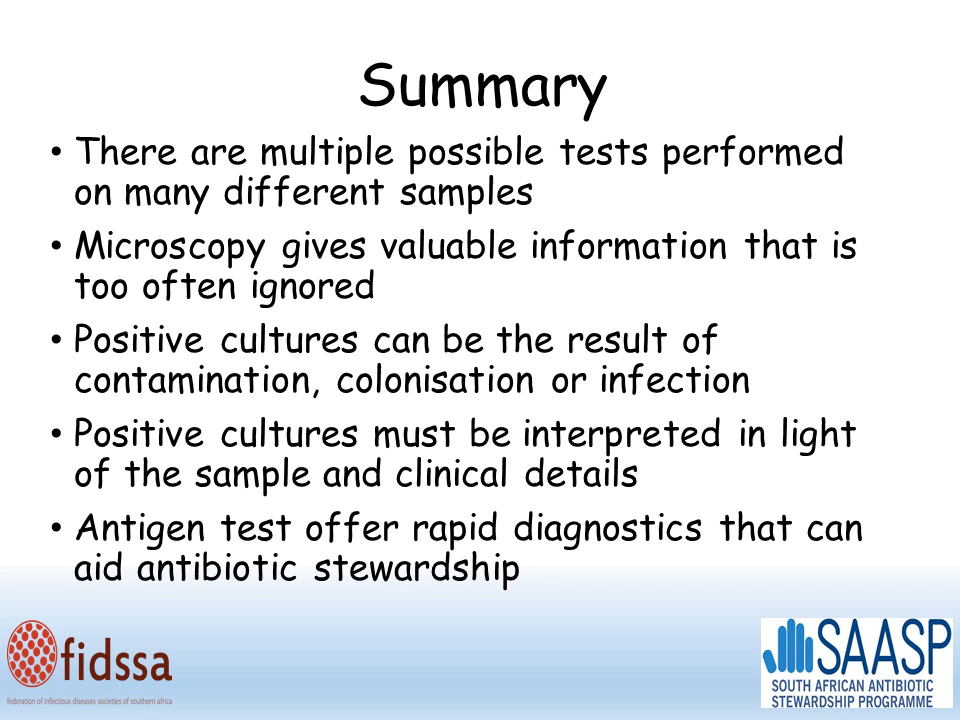 Summary
• There are multiple possible tests performed
on many different samples
• Microscopy gives valuable information that is
too often ignored
• Positive cultures can be the result of
contamination, colonisation or infection
• Positive cultures must be interpreted in light
of the sample and clinical details
• Antigen test offer rapid diagnostics that can
aid antibiotic stewardship
fidssa
federation of infectious diseases societies of southern africa
SAASP
SOUTH AFRICAN ANTIBIOTIC
STEWARDSHIP PROGRAMME